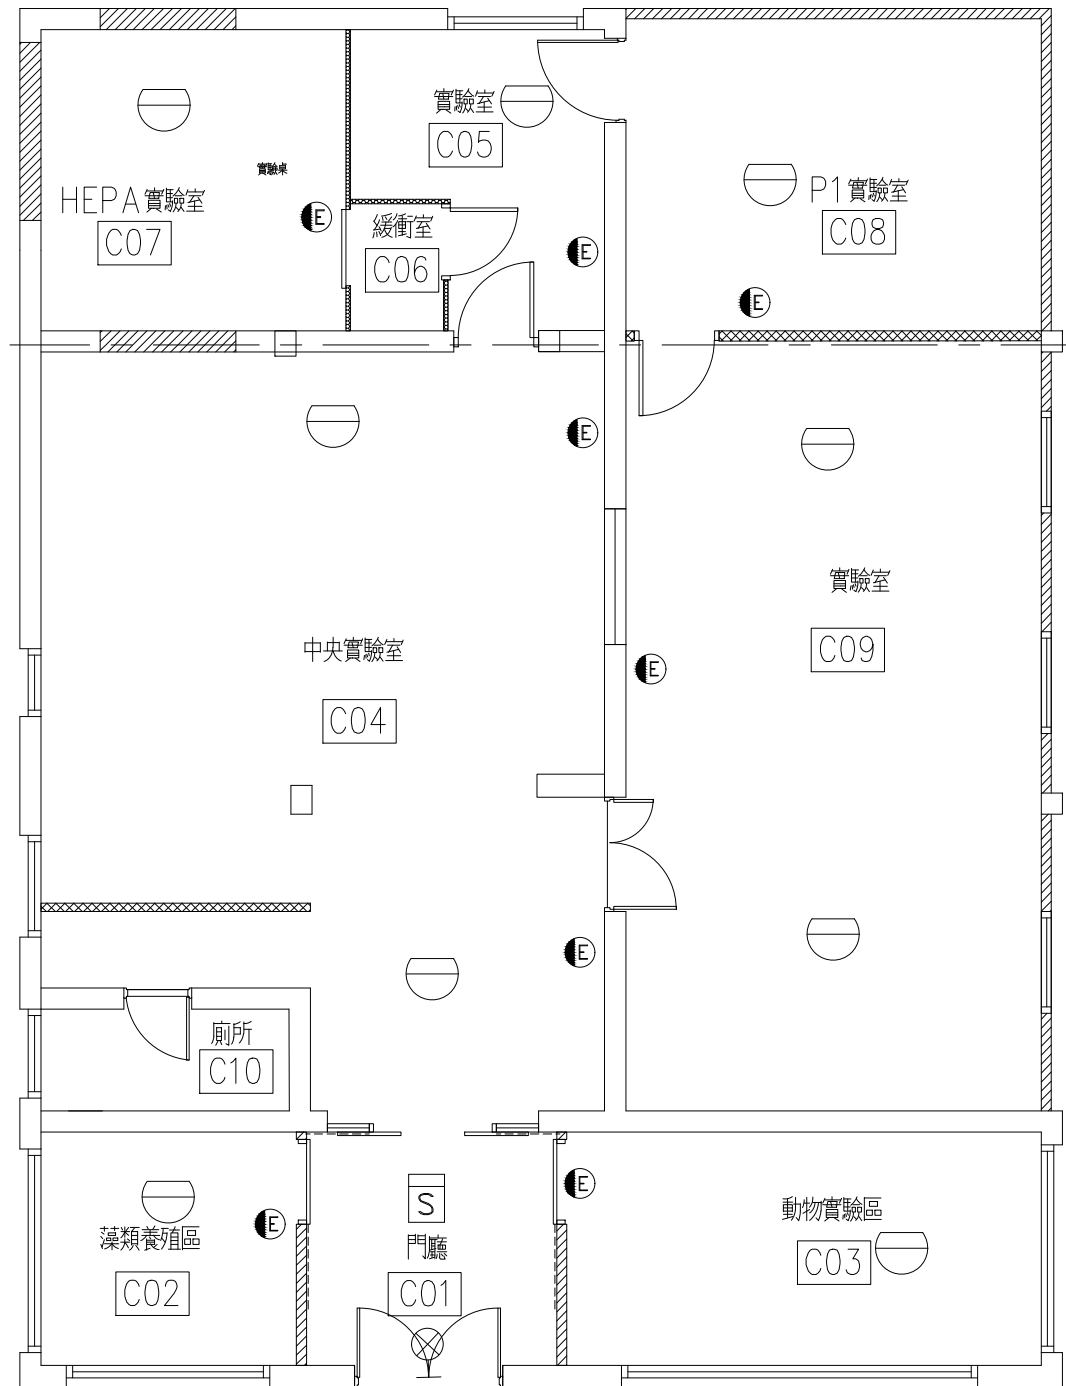 實驗室
C05
實驗桌
HEPA 實驗室
C07
E
緩衝室
C06
E
P1 實驗室
C08
E
E
實驗室
C09
中央實驗室
C04
E
E
廁所
C10
E
S
門廳
C01
藻類養殖區
C02
E
動物實驗區
C03